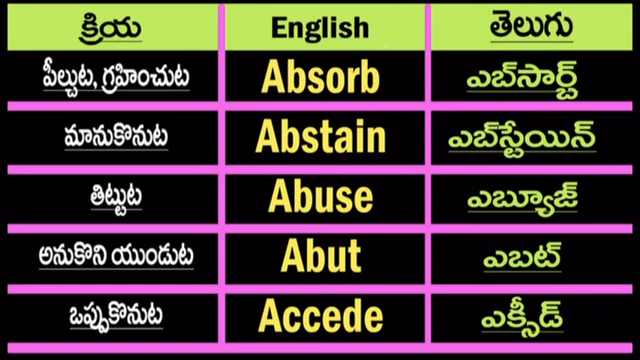 క్రియ English తెలుగు
పీల్చుట, గ్రహించుట Absorb ఎబ్‌సార్బ్
మానుకొనుట Abstain ఎబ్‌స్టేయిన్
తిట్టుట Abuse ఎబ్యూజ్
అనుకొని యుండుట Abut ఎబట్
ఒప్పుకొనుట Accede ఎక్సీడ్